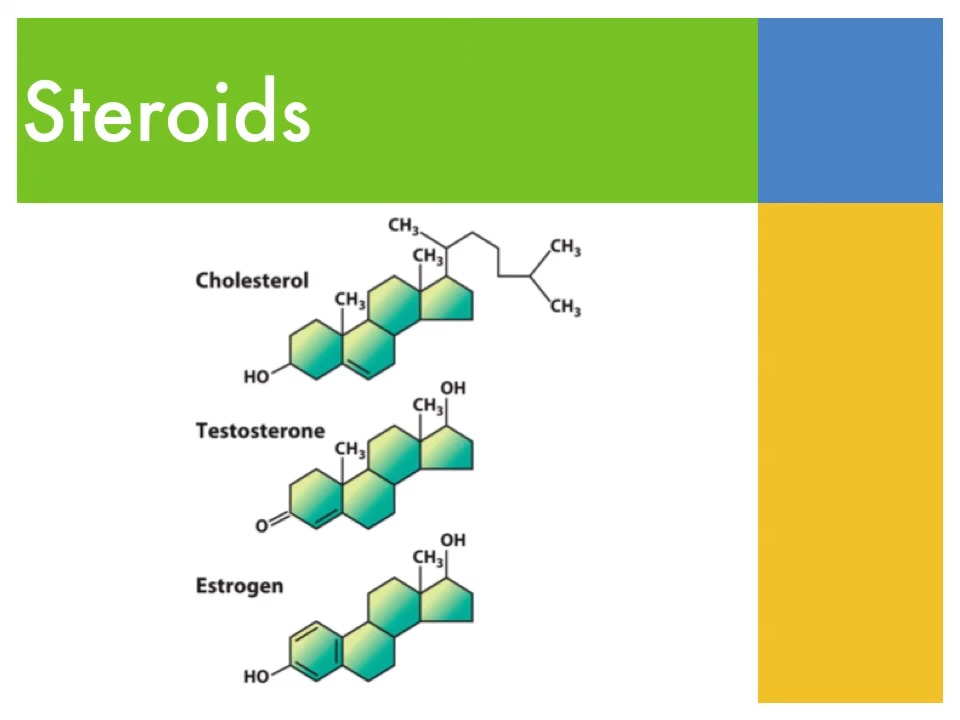 Steroids
CH₃
CH₃
CH₃
Cholesterol
CH₃
CH₃
HO
OH
CH₃
Testosterone
CH₃
O
OH
CH₃
Estrogen
HO